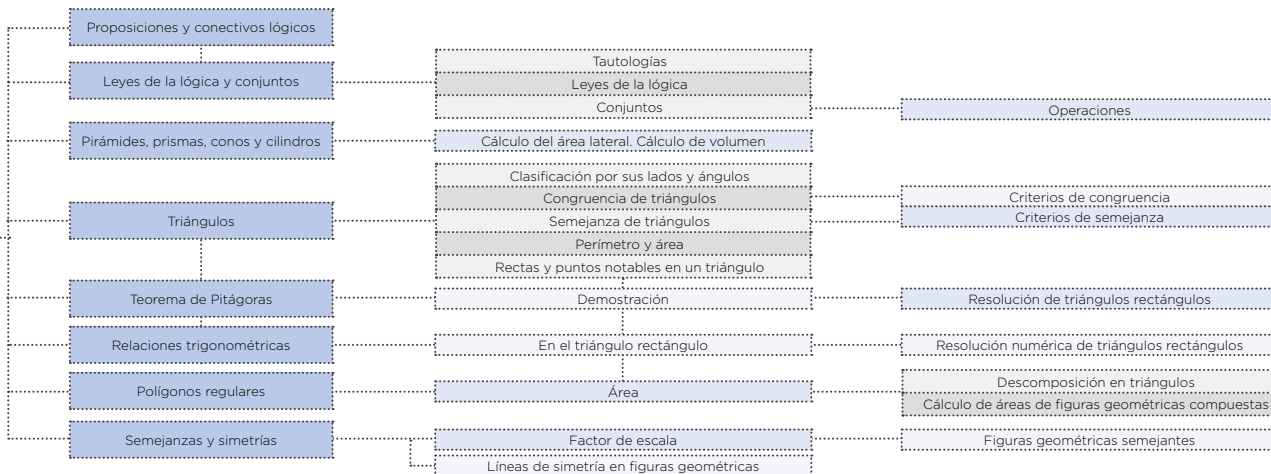 Proposiciones y conectivos lógicos
Leyes de la lógica y conjuntos
Tautologías
Leyes de la lógica
Conjuntos
Operaciones
Pirámides, prismas, conos y cilindros
Cálculo del área lateral. Cálculo de volumen
Triángulos
Clasificación por sus lados y ángulos
Congruencia de triángulos
Semejanza de triángulos
Perímetro y área
Rectas y puntos notables en un triángulo
Criterios de congruencia
Criterios de semejanza
Teorema de Pitágoras
Demostración
Resolución de triángulos rectángulos
Relaciones trigonométricas
En el triángulo rectángulo
Resolución numérica de triángulos rectángulos
Polígonos regulares
Área
Descomposición en triángulos
Cálculo de áreas de figuras geométricas compuestas
Semejanzas y simetrías
Factor de escala
Figuras geométricas semejantes
Líneas de simetría en figuras geométricas